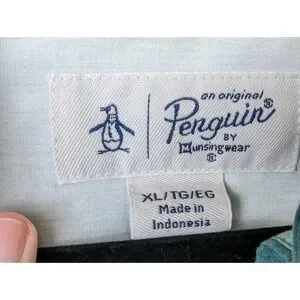 an original
Penguin®
BY
Munsingwear
®
XL/TG/EG
Made in
Indonesia